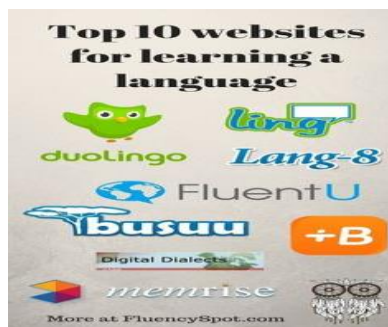 Top 10 websites
for learning a
language
duolingo
ling
Lang-8
FluentU
busuu
+B
Digital Dialects
memrise
More at FluencySpot.com